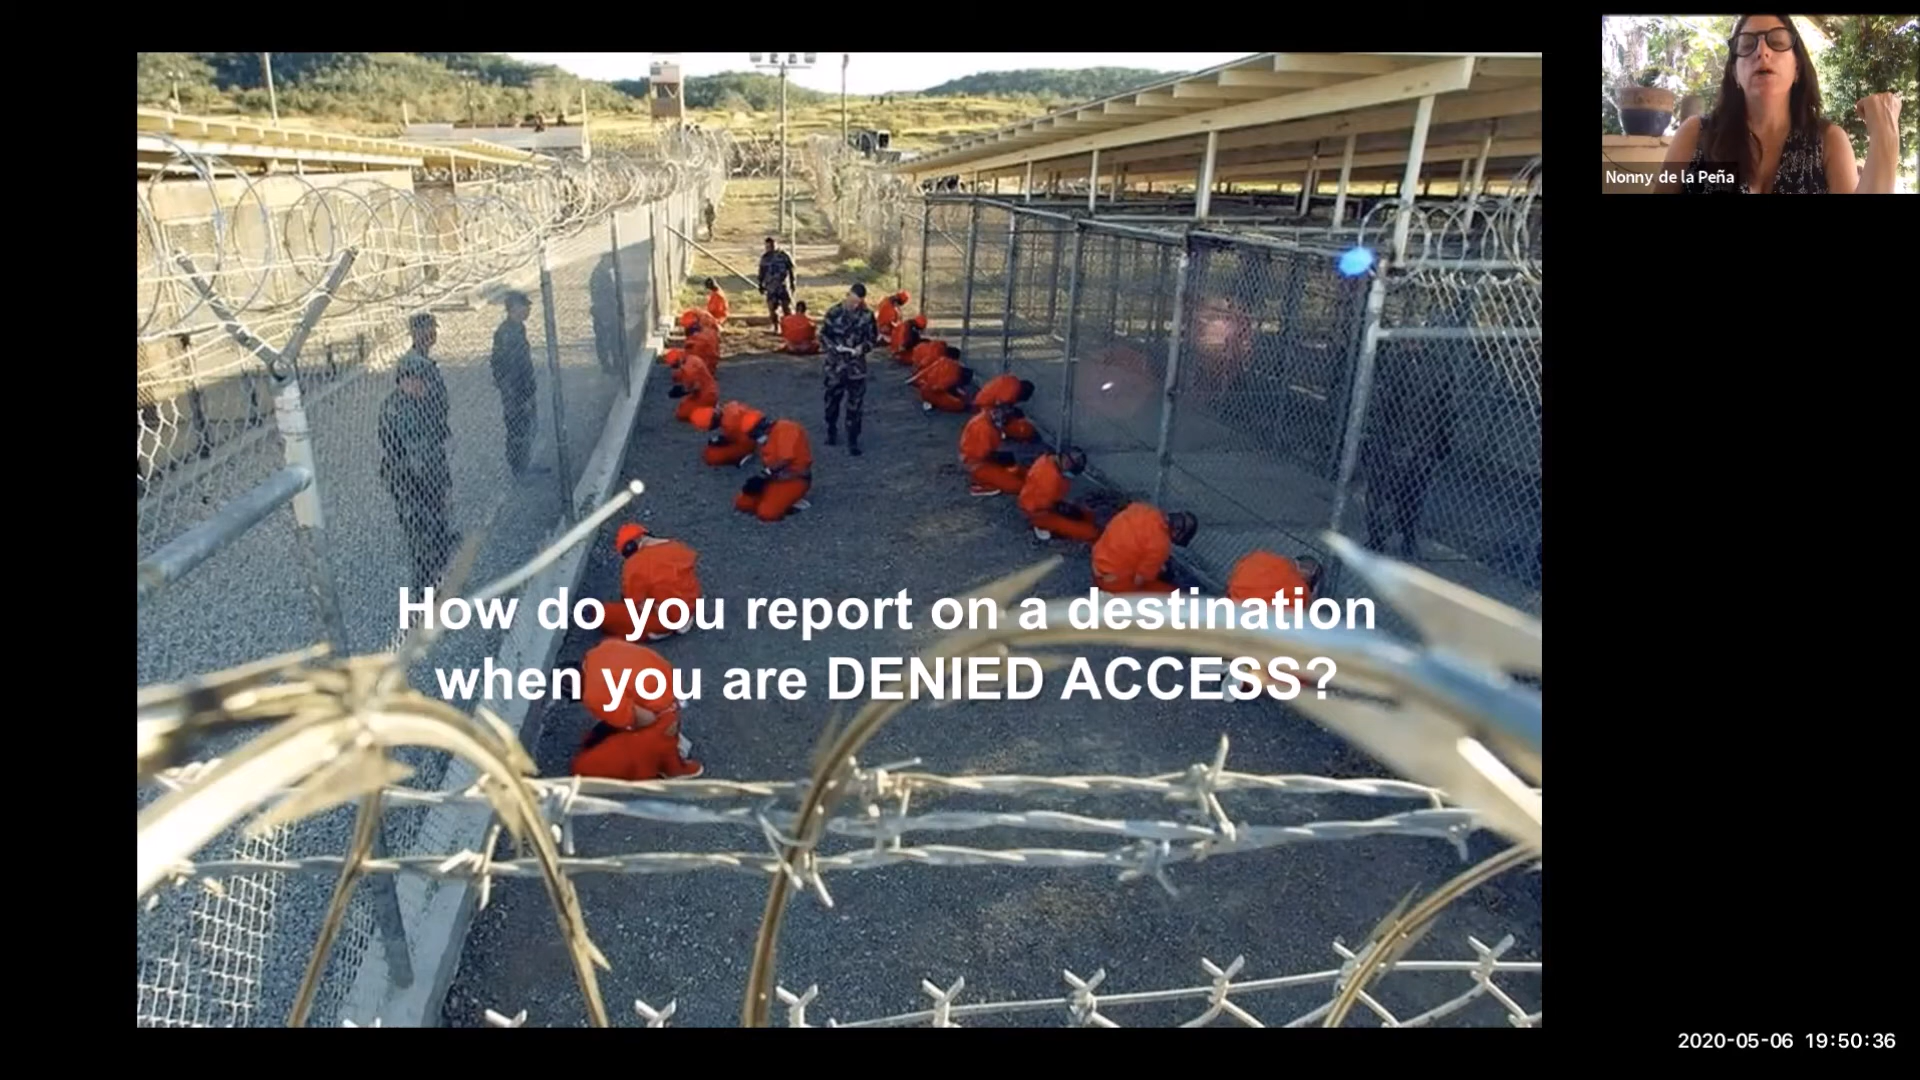 Nonny de la Peña
How do you report on a destination
when you are DENIED ACCESS?
2020-05-06 19:50:36